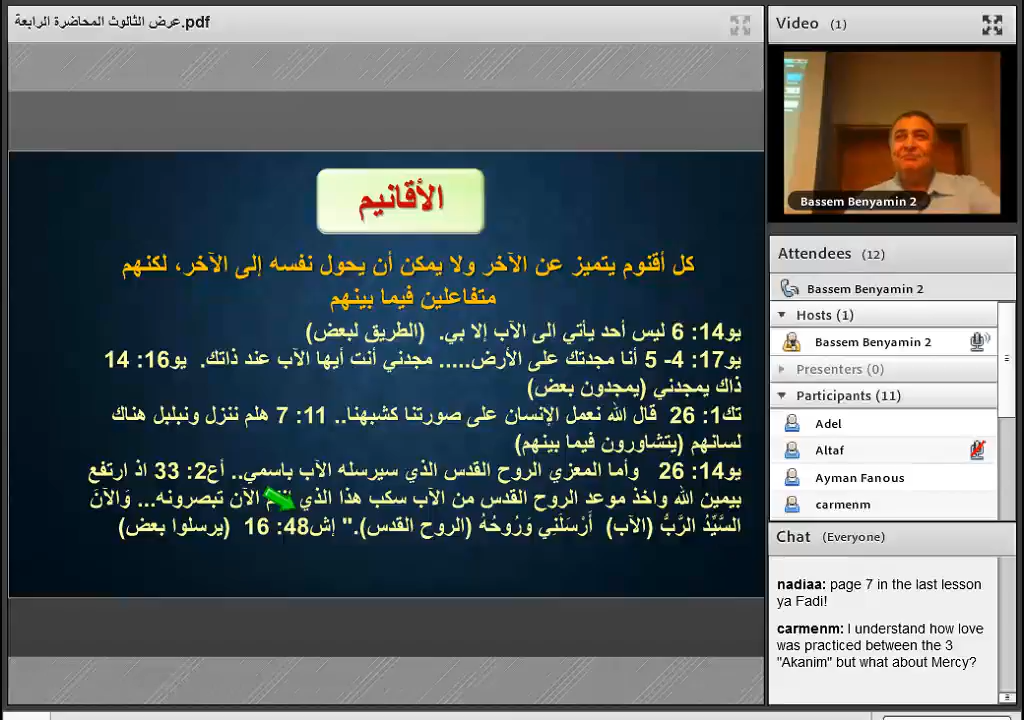 عرض الثالوث المحاضرة الرابعة.pdf
الأقانيم
كل أقنوم يتميز عن الآخر ولا يمكن أن يحول نفسه إلى الآخر، لكنهم
متفاعلين فيما بينهم
يو14: 6 ليس أحد يأتي الى الآب إلا بي. (الطريق لبعض)
يو17: 4- 5 أنا مجدتك على الأرض..... مجدني أنت أيها الآب عند ذاتك. يو16: 14
ذاك يمجدني (يمجدون بعض)
تك1: 26 قال الله نعمل الإنسان على صورتنا كشبهنا.. 11: 7 هلم ننزل ونبلبل هناك
لسانهم (يتشاورون فيما بينهم)
يو14: 26 وأما المعزي الروح القدس الذي سيرسله الآب باسمي.. أع2: 33 اذ ارتفع
بيمين الله واخذ موعد الروح القدس من الآب سكب هذا الذي الآن تبصرونه... وَالآنَ
السَّيِّدُ الرَّبُّ (الآب) أَرْسَلَنِي وَرُوحُهُ (الروح القدس)." إش48: 16 (يرسلوا بعض)
Video (1)
Bassem Benyamin 2
Attendees (12)
Bassem Benyamin 2
Hosts (1)
Bassem Benyamin 2
Presenters (0)
Participants (11)
Adel
Altaf
Ayman Fanous
carmenm
Chat (Everyone)
nadiaa: page 7 in the last lesson
ya Fadi!
carmenm: I understand how love
was practiced between the 3
"Akanim" but what about Mercy?